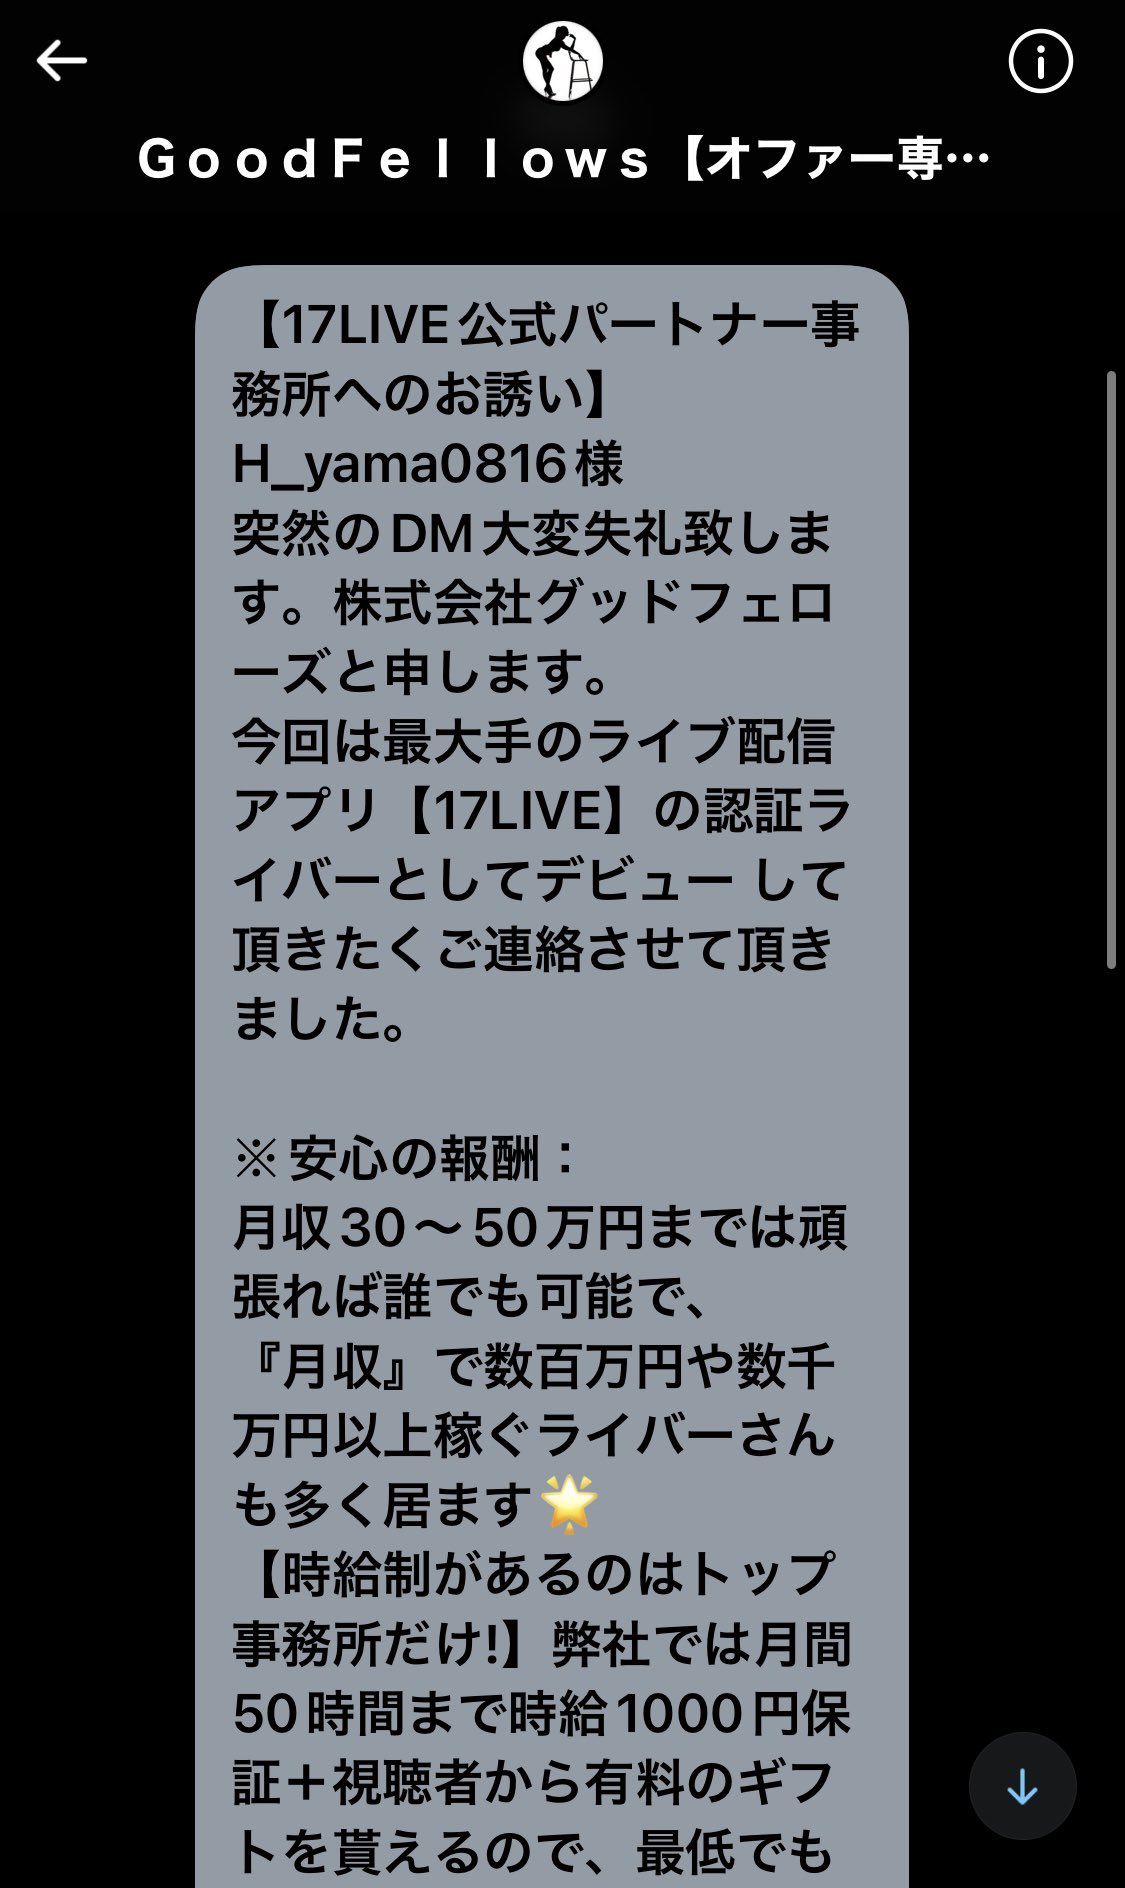 ＧｏｏｄＦｅｌｌｏｗｓ【オファー専…
【17LIVE公式パートナー事
務所へのお誘い】
H_yama0816様
突然のDM大変失礼致しま
す。株式会社グッドフェロ
ーズと申します。
今回は最大手のライブ配信
アプリ【17LIVE】の認証ラ
イバーとしてデビュー して
頂きたくご連絡させて頂き
ました。
※安心の報酬：
月収30〜50万円までは頑
張れば誰でも可能で、
『月収』で数百万円や数千
万円以上稼ぐライバーさん
も多く居ます🌟
【時給制があるのはトップ
事務所だけ!】弊社では月間
50時間まで時給1000円保
証＋視聴者から有料のギフ
トを貰えるので、最低でも